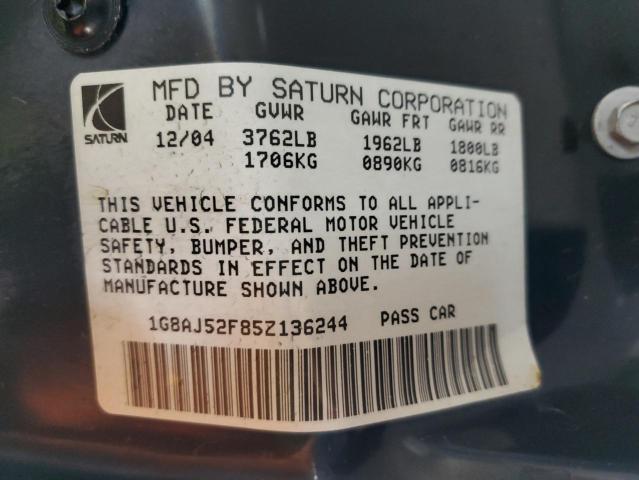 MFD BY SATURN CORPORATION
SATURN
DATE GVWR GAWR FRT GAWR RR
12/04 3762LB 1962LB 1800LB
1706KG 0890KG 0816KG
THIS VEHICLE CONFORMS TO ALL APPLI-
CABLE U.S. FEDERAL MOTOR VEHICLE
SAFETY, BUMPER, AND THEFT PREVENTION
STANDARDS IN EFFECT ON THE DATE OF
MANUFACTURE SHOWN ABOVE.
1G8AJ52F85Z136244 PASS CAR